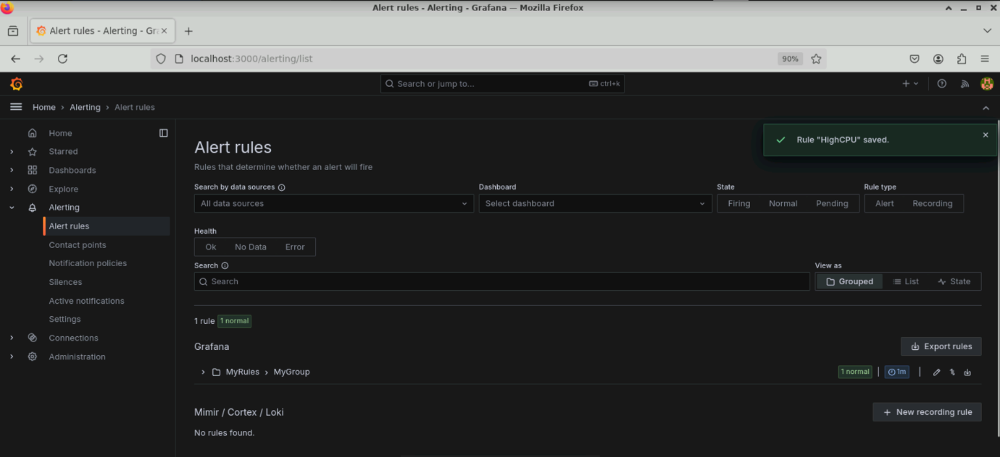 Alert rules - Alerting - Grafana — Mozilla Firefox
Alert rules - Alerting - Gr
localhost:3000/alerting/list
90%
Search or jump to...
ctrl+k
Home › Alerting › Alert rules
Home
Starred
Dashboards
Explore
Alerting
Alert rules
Contact points
Notification policies
Silences
Active notifications
Settings
Connections
Administration
Rule "HighCPU" saved.
Alert rules
Rules that determine whether an alert will fire
Search by data sources
All data sources
Dashboard
Select dashboard
State
Firing Normal Pending
Rule type
Alert Recording
Health
Ok No Data Error
Search
Search
View as
Grouped List State
1 rule 1 normal
Grafana
Export rules
MyRules › MyGroup
1 normal | 1m |
Mimir / Cortex / Loki
+ New recording rule
No rules found.